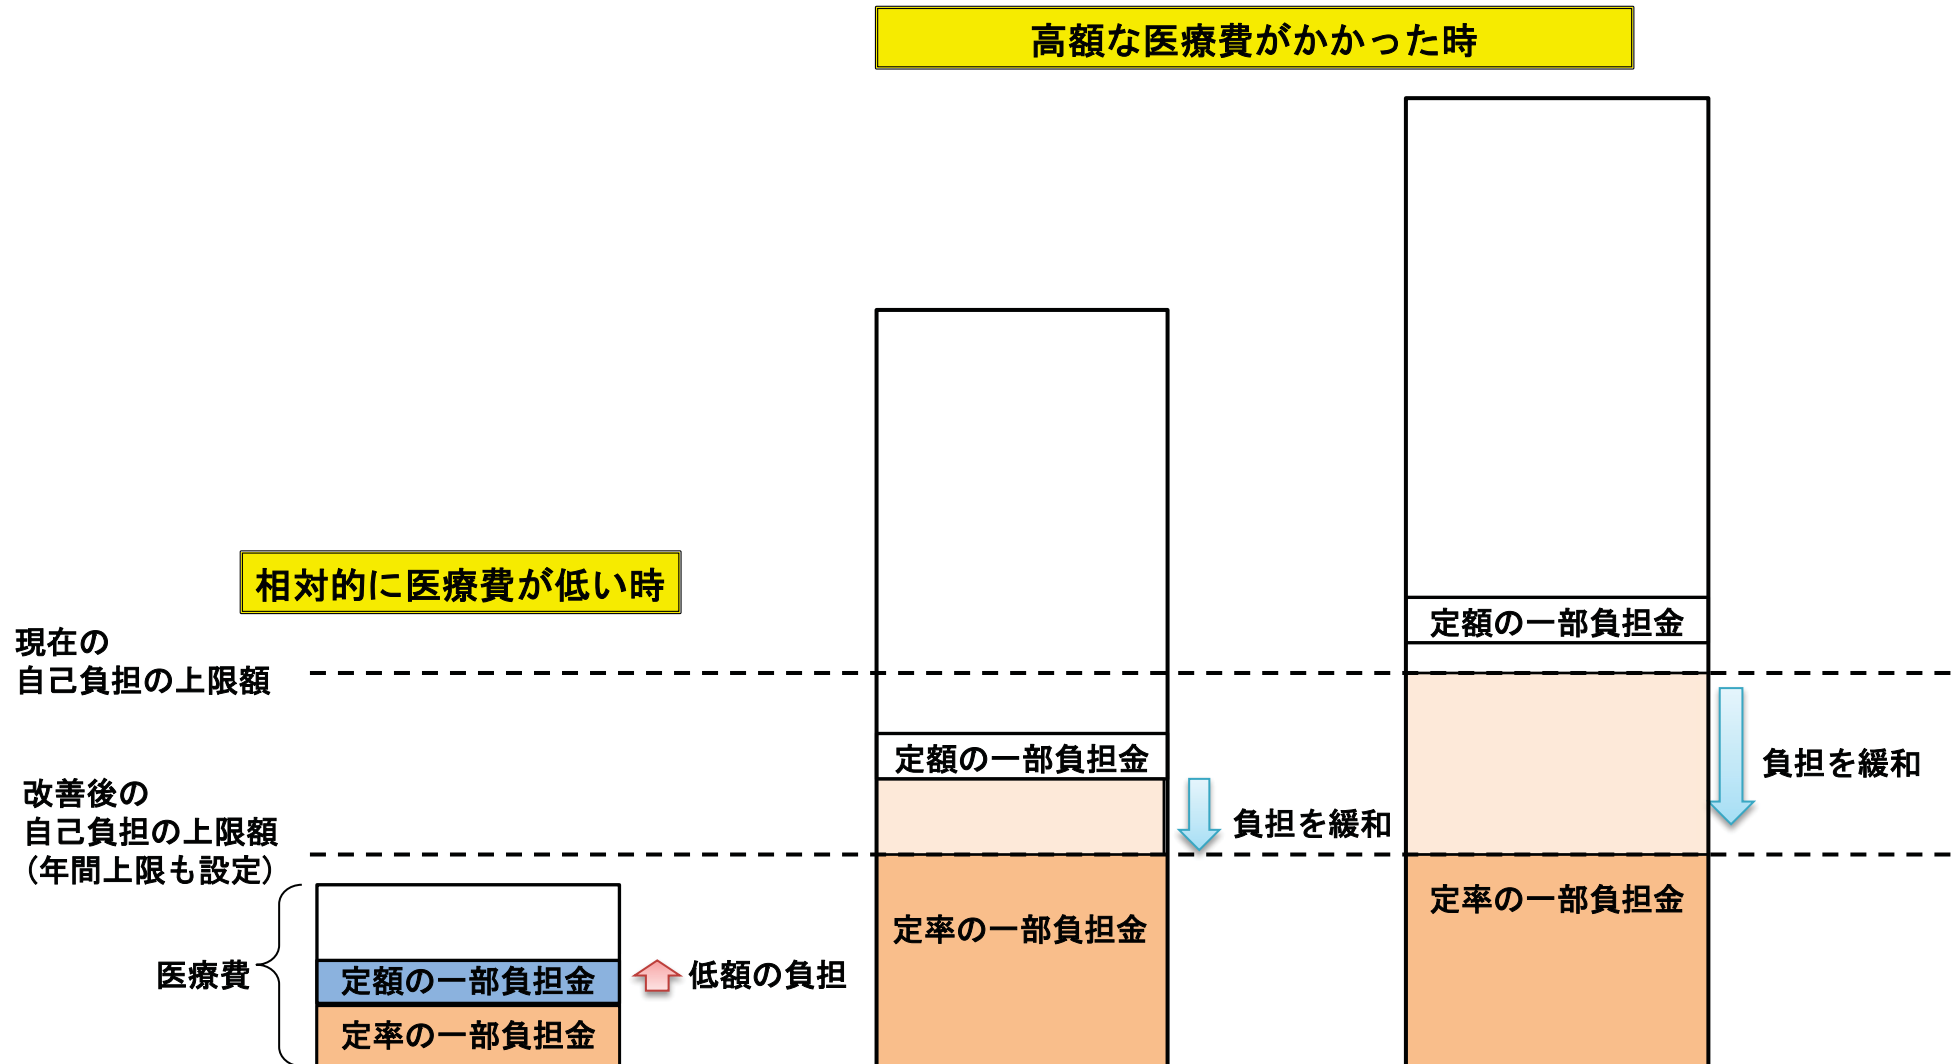 高額な医療費がかかった時
相対的に医療費が低い時
現在の
自己負担の上限額
定額の一部負担金
定額の一部負担金
負担を緩和
改善後の
自己負担の上限額
(年間上限も設定)
負担を緩和
定率の一部負担金
定率の一部負担金
医療費
定額の一部負担金
低額の負担
定率の一部負担金